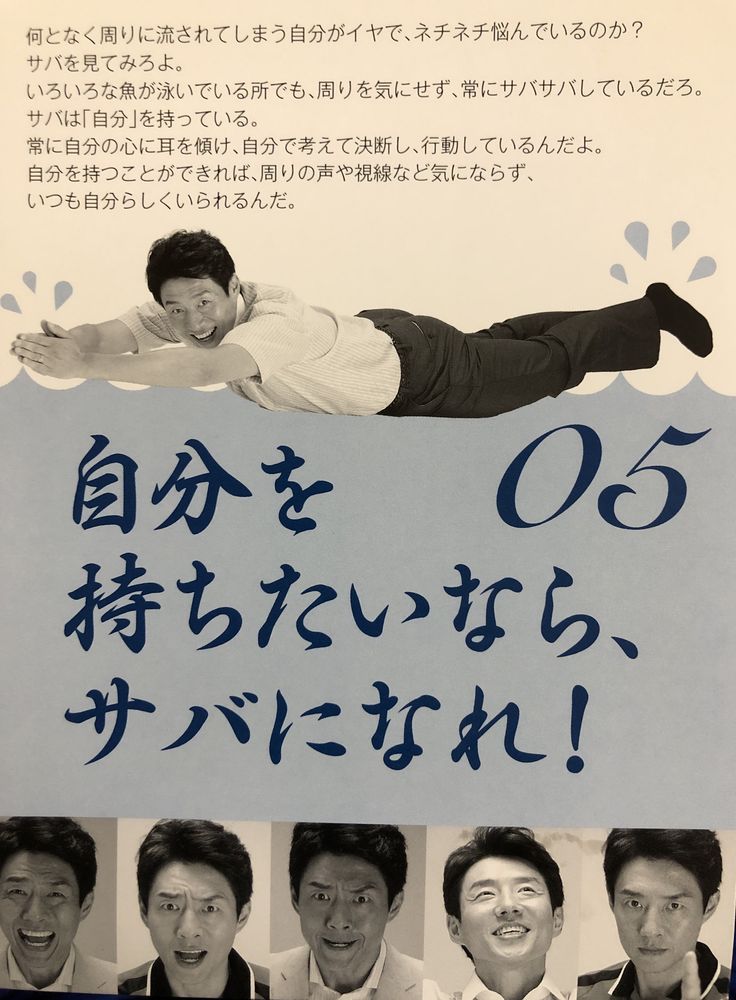 何となく周りに流されてしまう自分がイヤで、ネチネチ悩んでいるのか？
サバを見てみろよ。
いろいろな魚が泳いでいる所でも、周りを気にせず、常にサバサバしているだろ。
サバは「自分」を持っている。
常に自分の心に耳を傾け、自分で考えて決断し、行動しているんだよ。
自分を持つことができれば、周りの声や視線など気にならず、
いつも自分らしくいられるんだ。
05
自分を
持ちたいなら、
サバになれ！